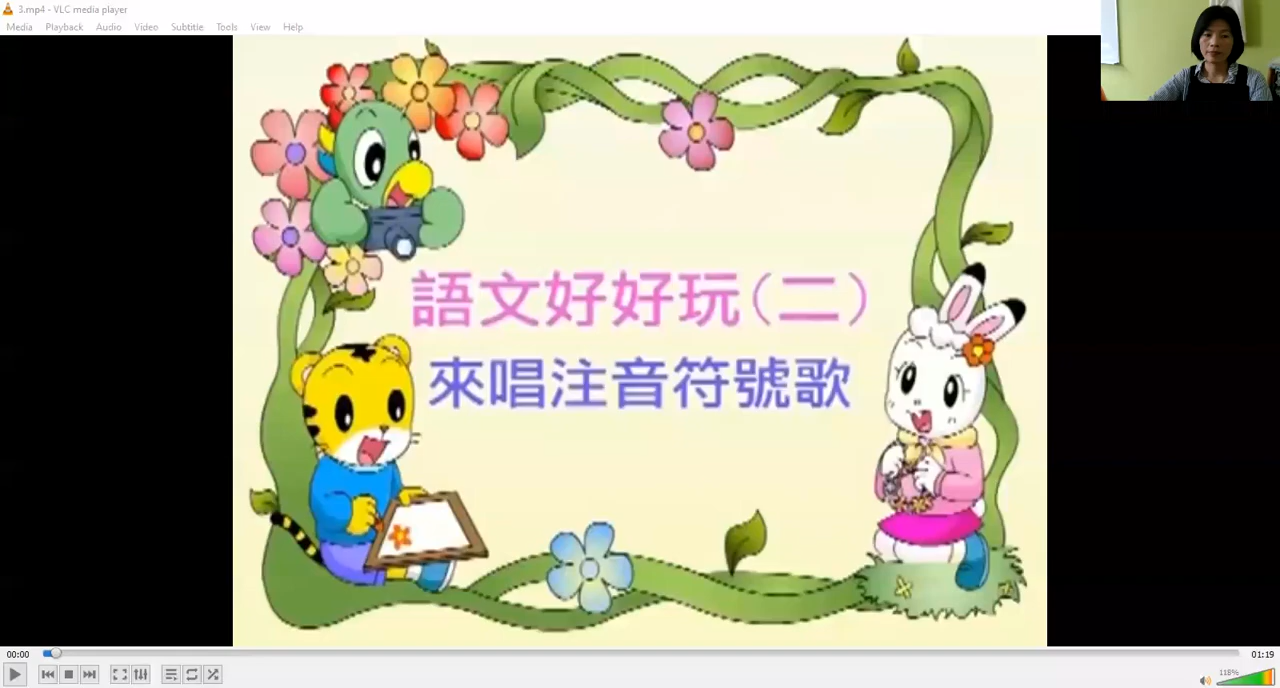 3.mp4 - VLC media player
Media Playback Audio Video Subtitle Tools View Help
語文好好玩(二)
來唱注音符號歌
00:00 01:19
118%